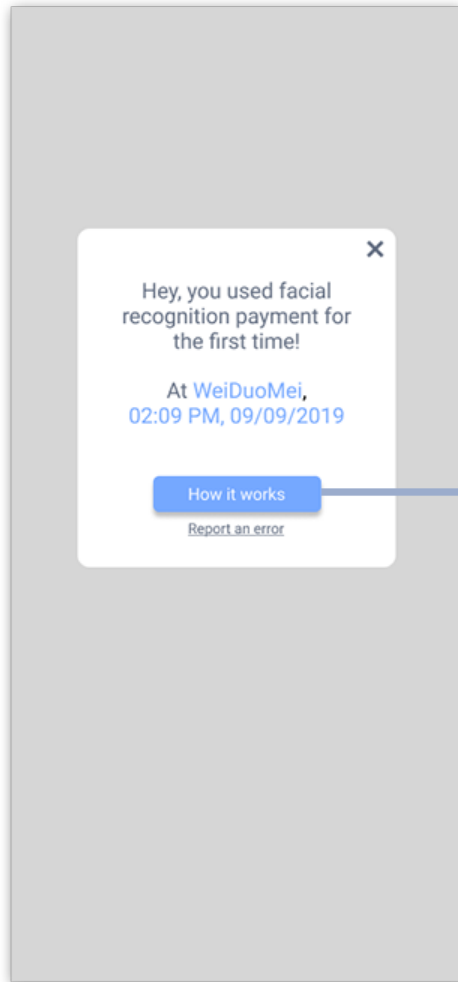 Hey, you used facial
recognition payment for
the first time!
At WeiDuoMei,
02:09 PM, 09/09/2019
How it works
Report an error